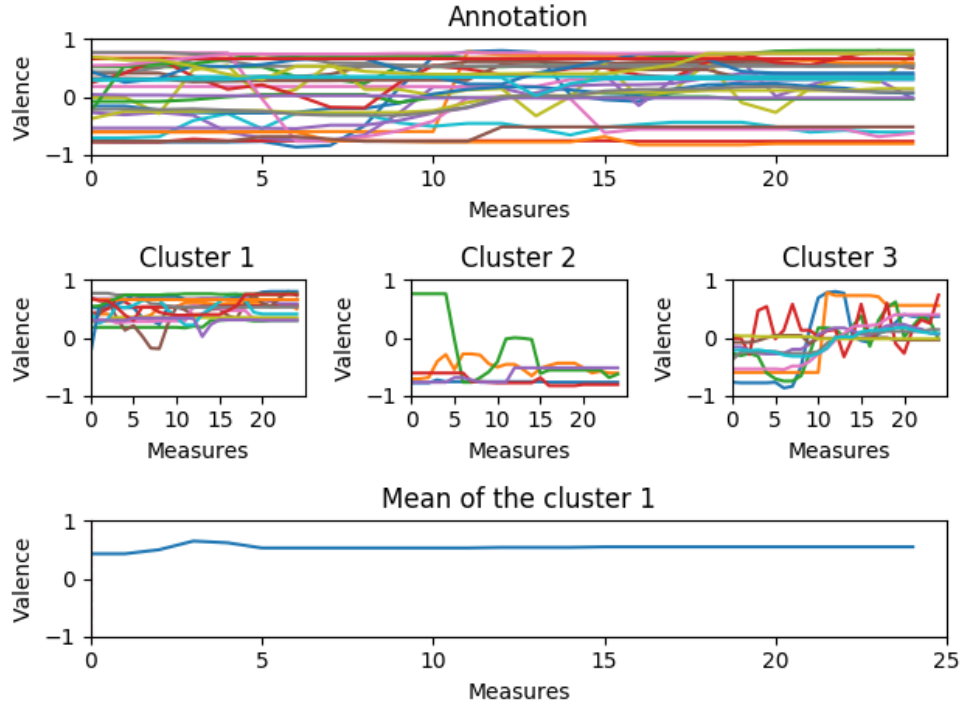 Annotation
Valence
1
0
−1
0 5 10 15 20
Measures
Cluster 1 Cluster 2 Cluster 3
Valence Valence Valence
1 1 1
0 0 0
−1 −1 −1
0 5 10 15 20 0 5 10 15 20 0 5 10 15 20
Measures Measures Measures
Mean of the cluster 1
Valence
1
0
−1
0 5 10 15 20 25
Measures